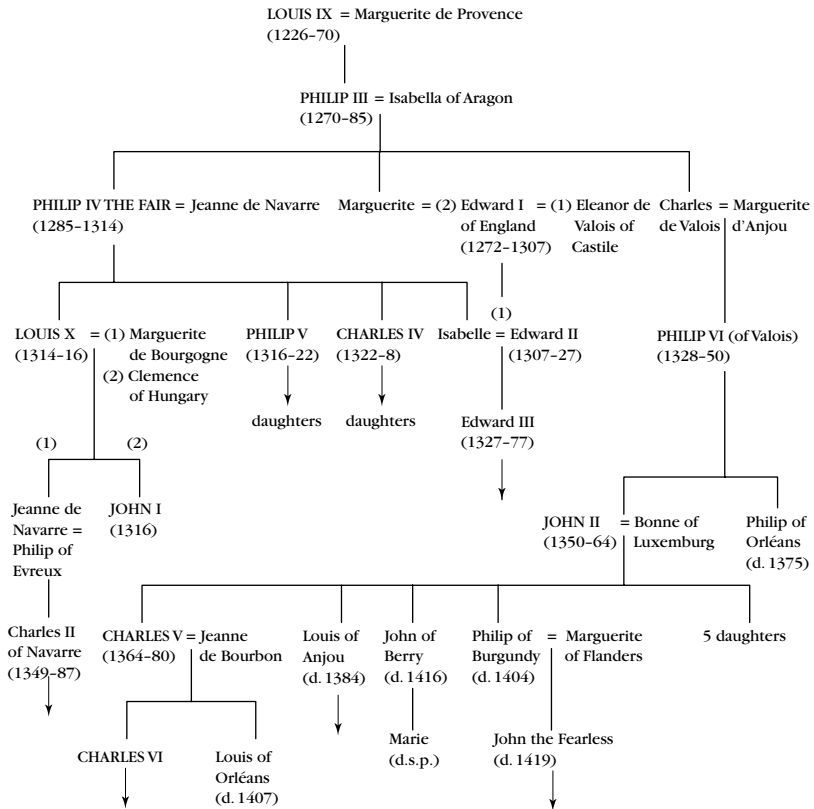 LOUIS IX = Marguerite de Provence
(1226–70)
PHILIP III = Isabella of Aragon
(1270–85)
PHILIP IV THE FAIR = Jeanne de Navarre
(1285–1314)
Marguerite = (2) Edward I = (1) Eleanor de
of England
(1272–1307)
Valois of
Castile
Charles = Marguerite
de Valois
d'Anjou
LOUIS X = (1) Marguerite
(1314–16)
de Bourgogne
(2) Clemence
of Hungary
PHILIP V
(1316–22)
daughters
CHARLES IV
(1322–8)
daughters
(1)
Isabelle = Edward II
(1307–27)
PHILIP VI (of Valois)
(1328–50)
Edward III
(1327–77)
(1)
(2)
Jeanne de
Navarre =
Philip of
Evreux
JOHN I
(1316)
JOHN II = Bonne of
(1350–64)
Luxemburg
Philip of
Orléans
(d. 1375)
Charles II
of Navarre
(1349–87)
CHARLES V = Jeanne
(1364–80)
de Bourbon
Louis of
Anjou
(d. 1384)
John of
Berry
(d. 1416)
Philip of = Marguerite
Burgundy
(d. 1404)
of Flanders
5 daughters
CHARLES VI
Louis of
Orléans
(d. 1407)
Marie
(d.s.p.)
John the Fearless
(d. 1419)